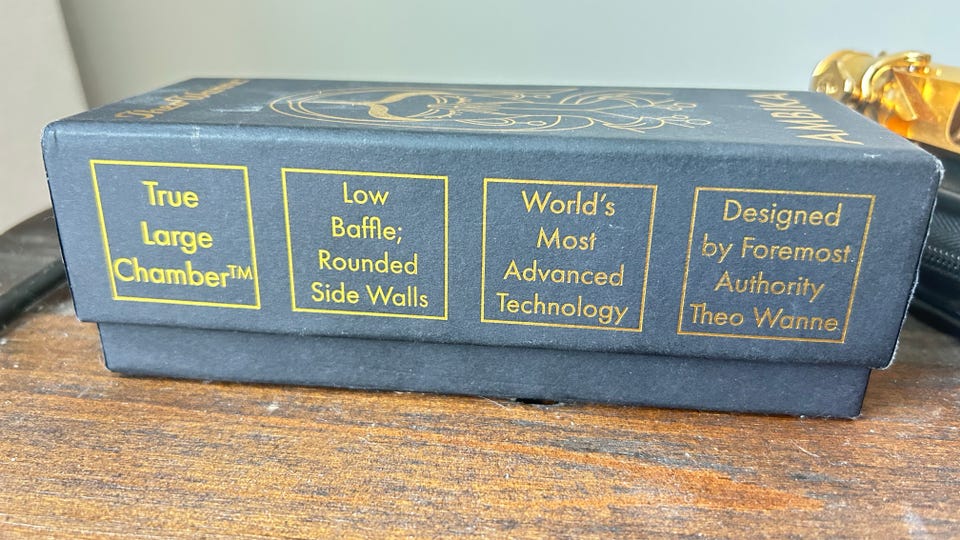 AMBIKA
True
Large
Chamber™
Low
Baffle;
Rounded
Side Walls
World's
Most
Advanced
Technology
Designed
by Foremost
Authority
Theo Wanne